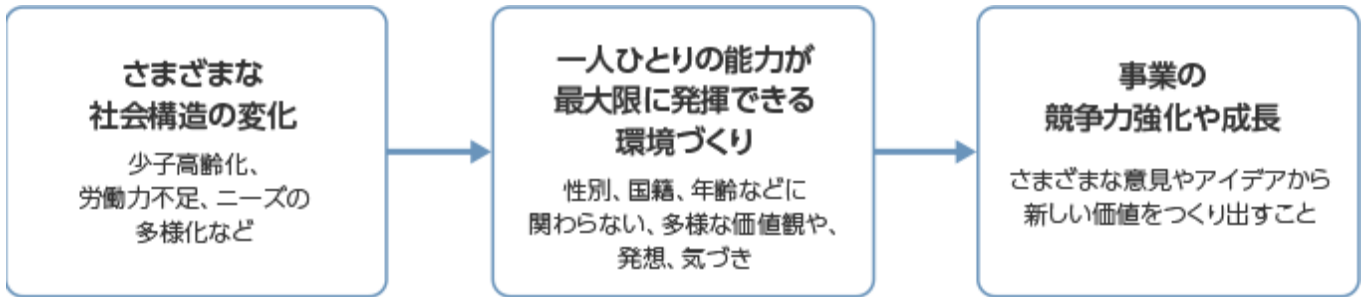 さまざまな
社会構造の変化
少子高齢化、
労働力不足、ニーズの
多様化など
一人ひとりの能力が
最大限に発揮できる
環境づくり
性別、国籍、年齢などに
関わらない、多様な価値観や、
発想、気づき
事業の
競争力強化や成長
さまざまな意見やアイデアから
新しい価値をつくり出すこと